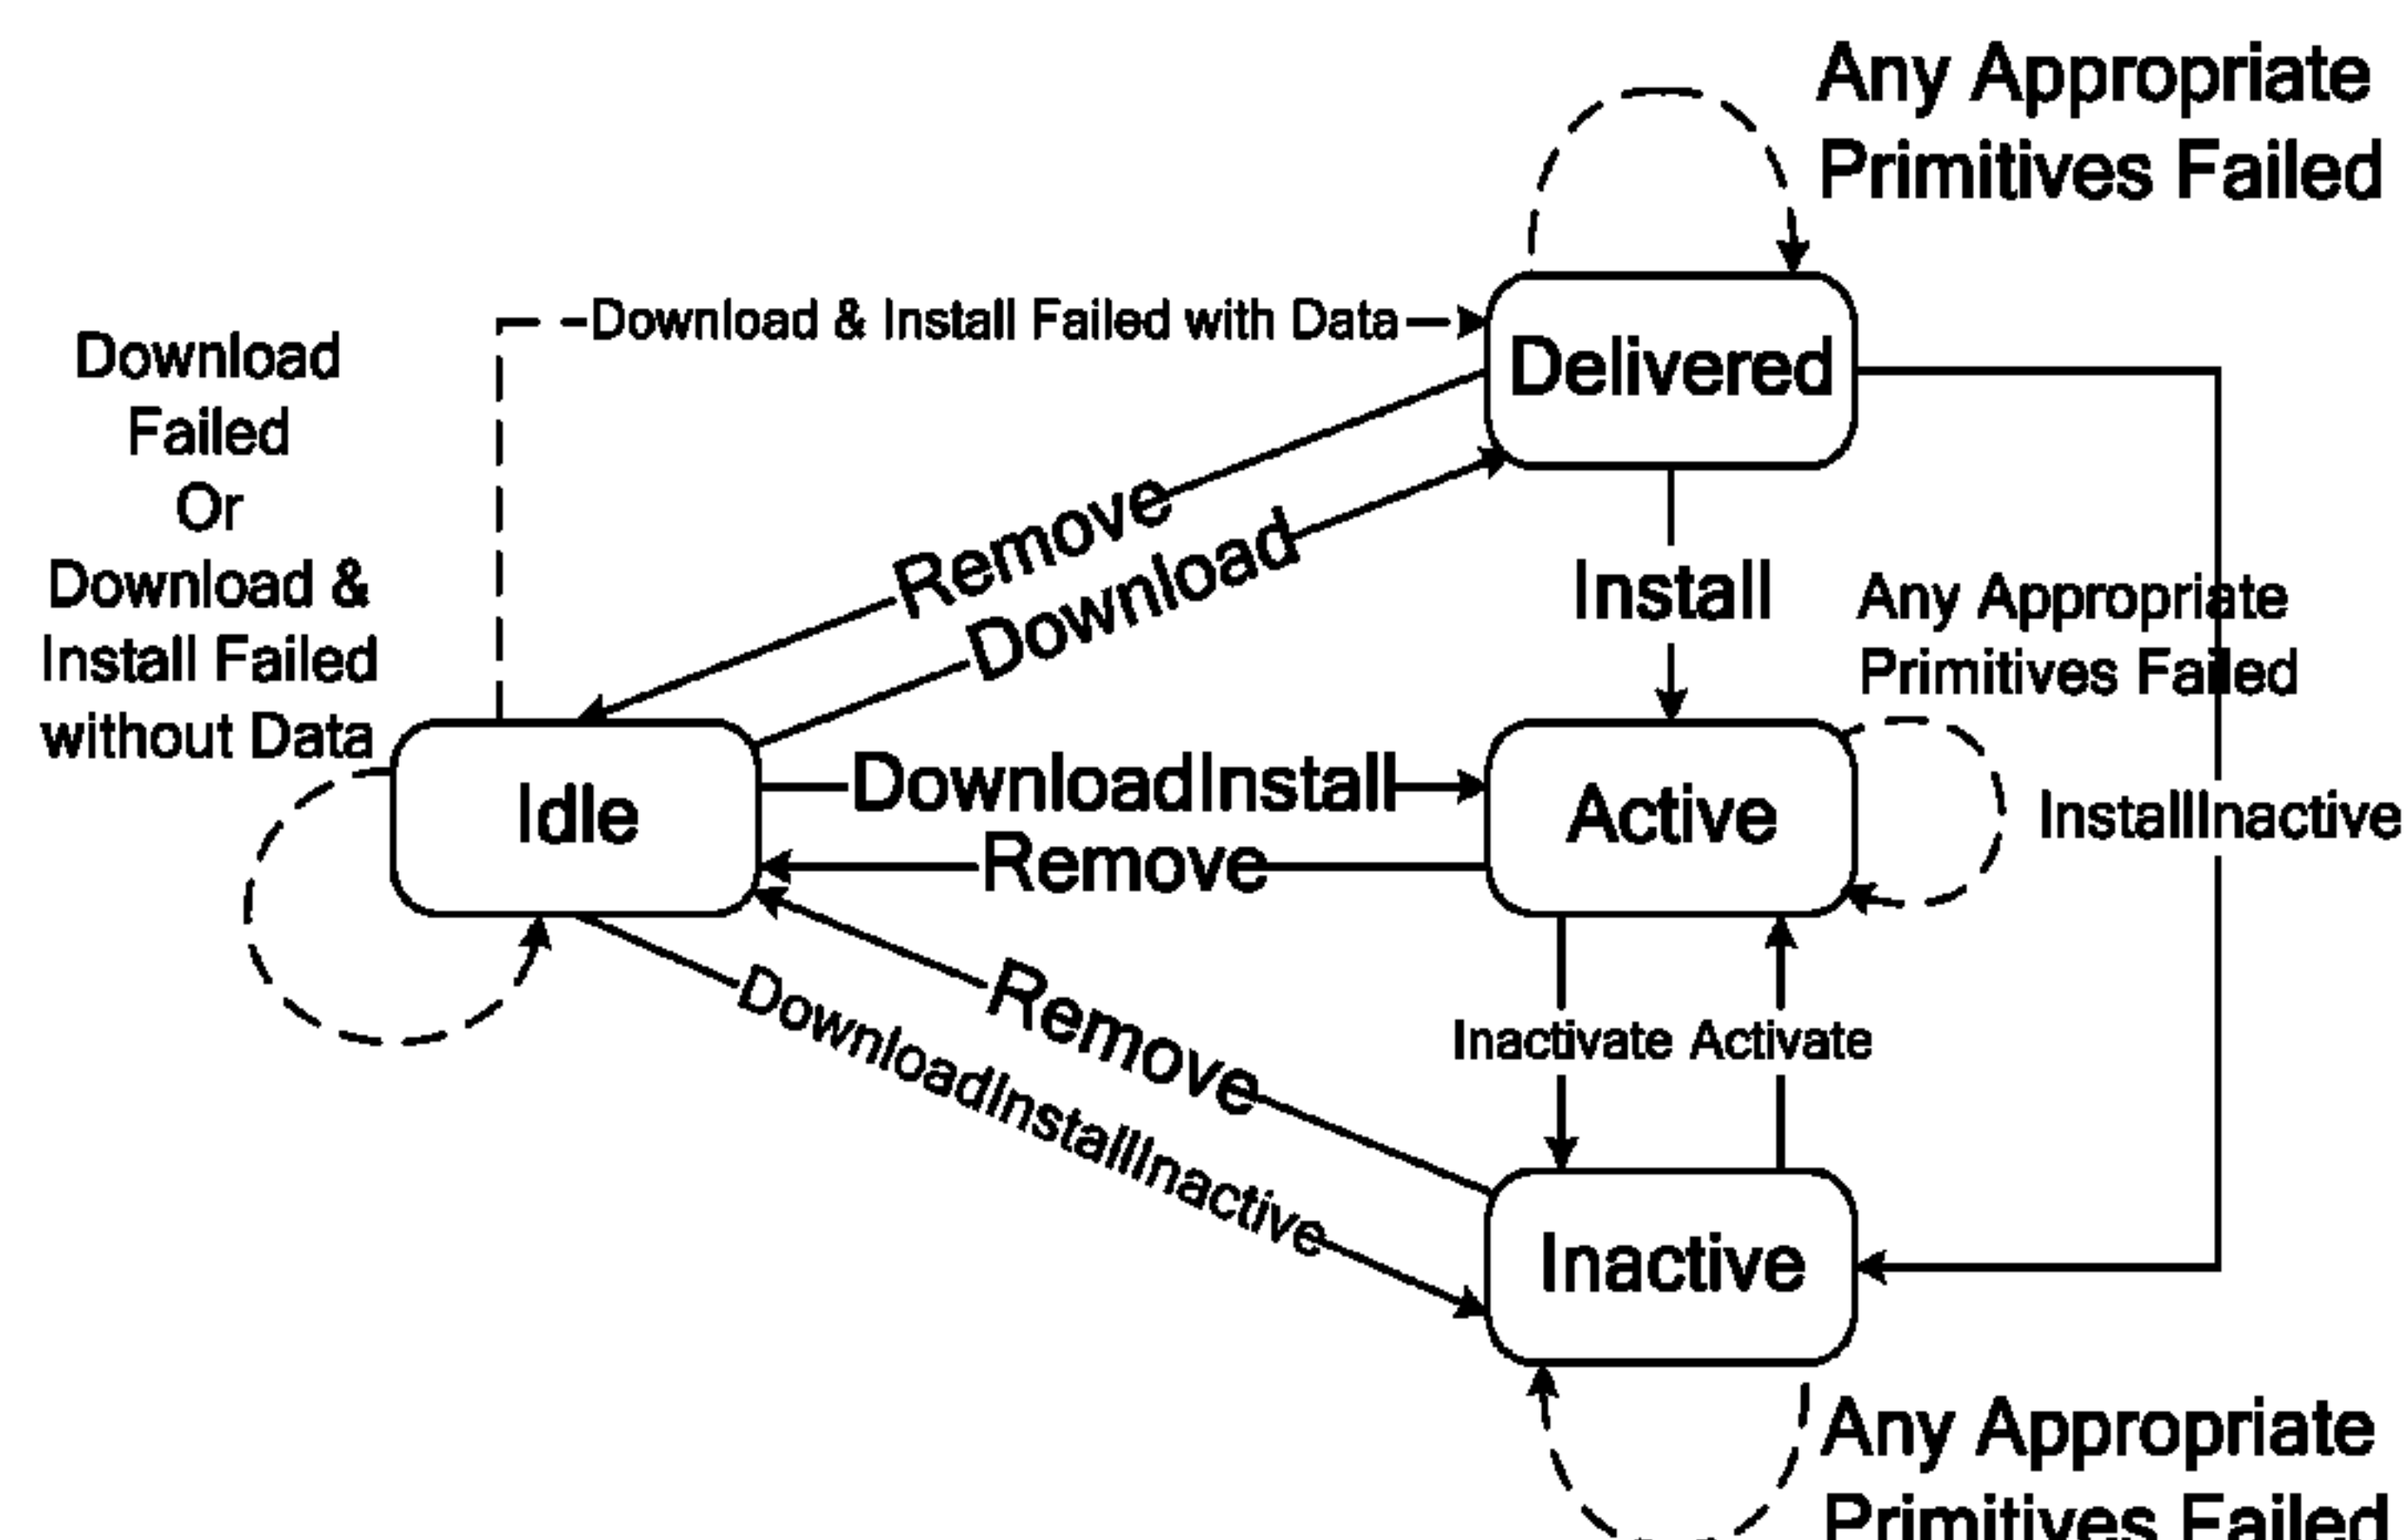 Any Appropriate
Primitives Failed
Download & Install Failed with Data
Download
Failed
Or
Download &
Install Failed
without Data
Delivered
Remove
Download
Install
Any Appropriate
Primitives Failed
Idle
DownloadInstall
Remove
Active
InstallInactive
Remove
DownloadInstallInactive
Inactivate Activate
Inactive
Any Appropriate
Primitives Failed